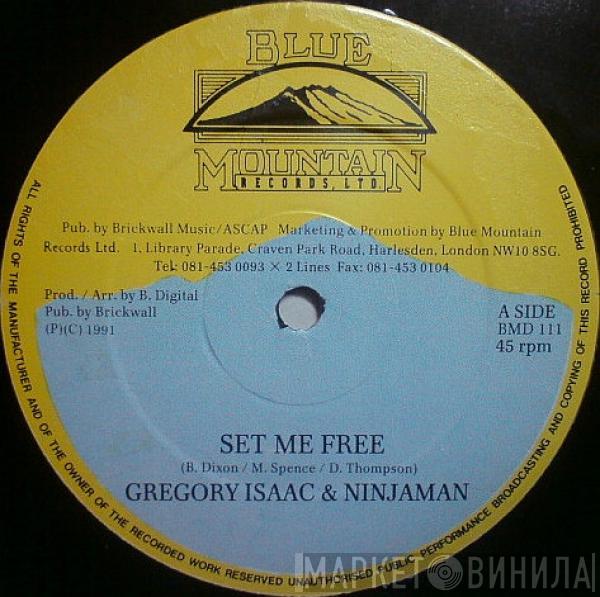 BLUE
MOUNTAIN
RECORDS, LTD.
Pub. by Brickwall Music/ASCAP Marketing & Promotion by Blue Mountain
Records Ltd. 1, Library Parade, Craven Park Road, Harlesden, London NW10 8SG.
Tel: 081-453 0093 × 2 Lines Fax: 081-453 0104
Prod. / Arr. by B. Digital
Pub. by Brickwall
(P)(C) 1991
A SIDE
BMD 111
45 rpm
SET ME FREE
(B. Dixon / M. Spence / D. Thompson)
GREGORY ISAAC & NINJAMAN
ALL RIGHTS OF THE MANUFACTURER AND OF THE OWNER OF THE RECORDED WORK RESERVED UNAUTHORISED PUBLIC PERFORMANCE BROADCASTING AND COPYING OF THIS RECORD PROHIBITED
МАРКЕТ ВИНИЛА